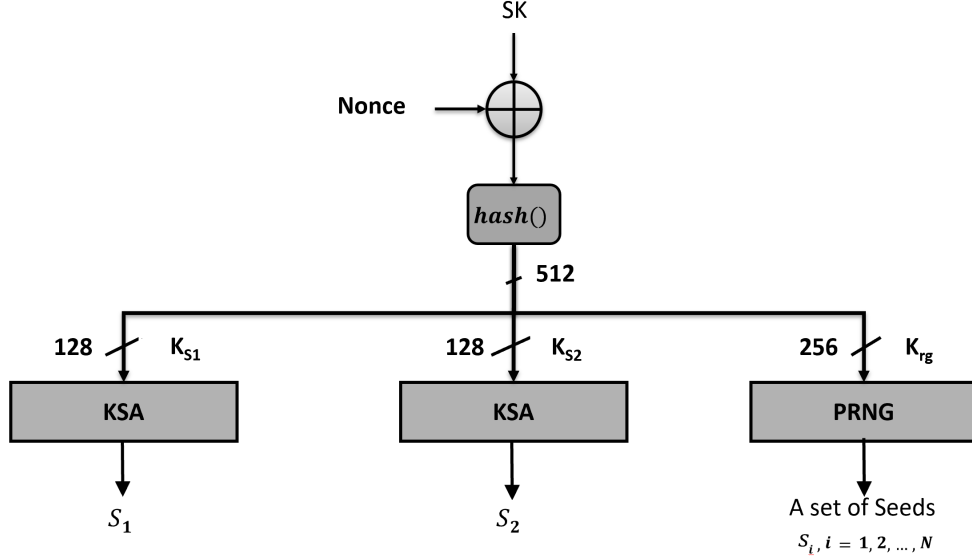 SK
Nonce
hash()
512
128 K_S1 128 K_S2 256 K_rg
KSA KSA PRNG
S_1 S_2 A set of Seeds
S_i, i = 1, 2, ..., N